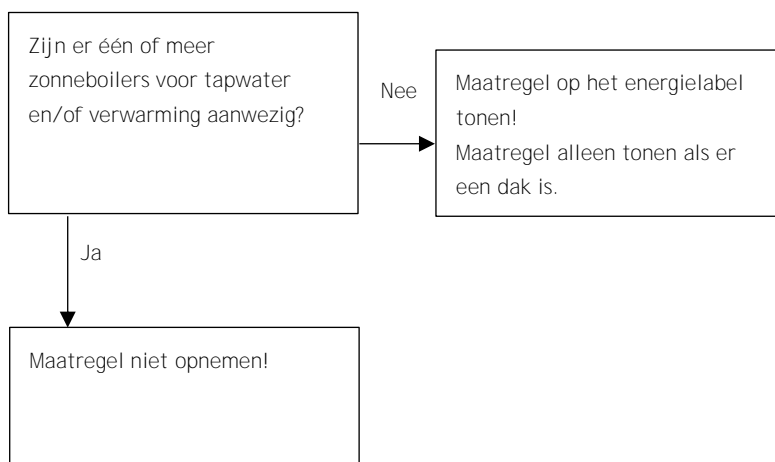 Zijn er één of meer
zonneboilers voor tapwater
en/of verwarming aanwezig?
Nee
Maatregel op het energielabel
tonen!
Maatregel alleen tonen als er
een dak is.
Ja
Maatregel niet opnemen!